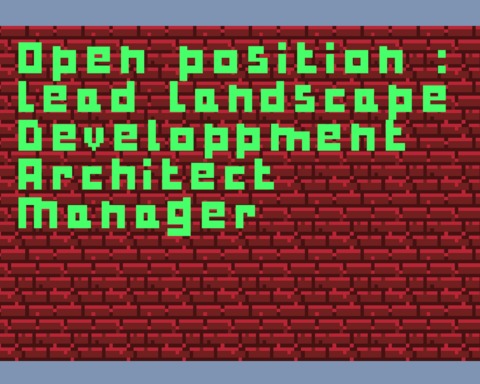 Open position :
Lead Landscape
Developpment
Architect
Manager